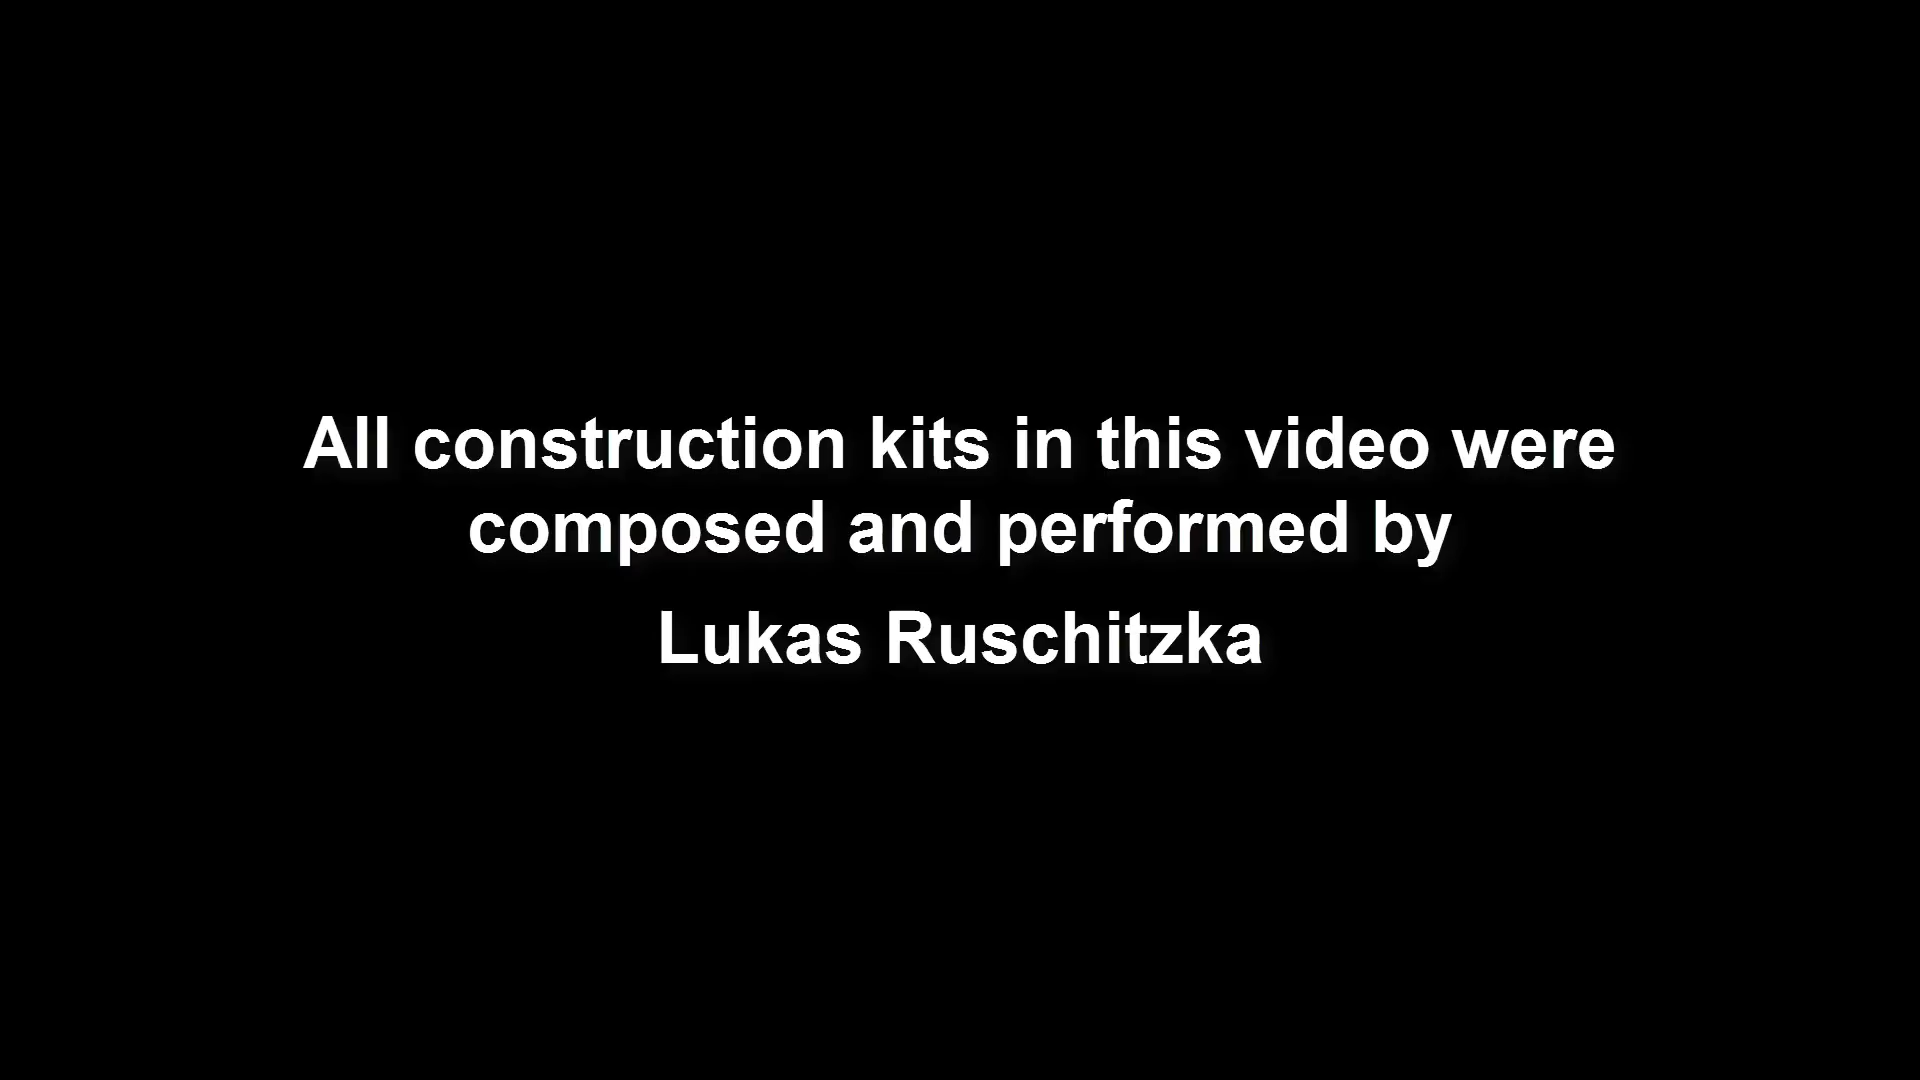 All construction kits in this video were
composed and performed by
Lukas Ruschitzka